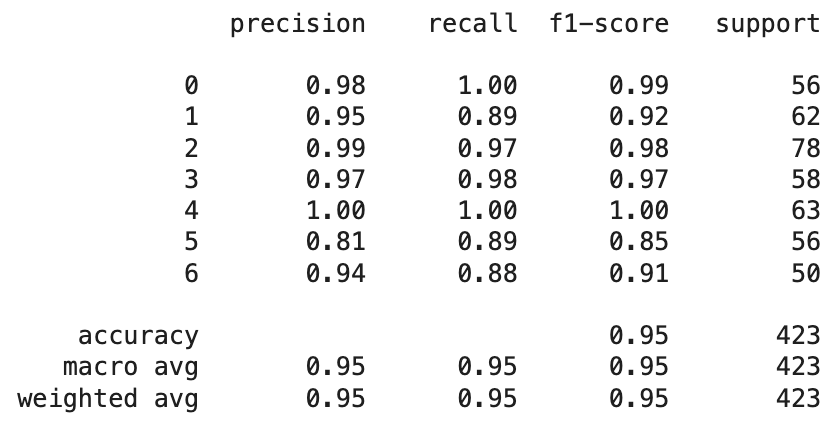 precision recall f1-score support
0 0.98 1.00 0.99 56
1 0.95 0.89 0.92 62
2 0.99 0.97 0.98 78
3 0.97 0.98 0.97 58
4 1.00 1.00 1.00 63
5 0.81 0.89 0.85 56
6 0.94 0.88 0.91 50
accuracy 0.95 423
macro avg 0.95 0.95 0.95 423
weighted avg 0.95 0.95 0.95 423